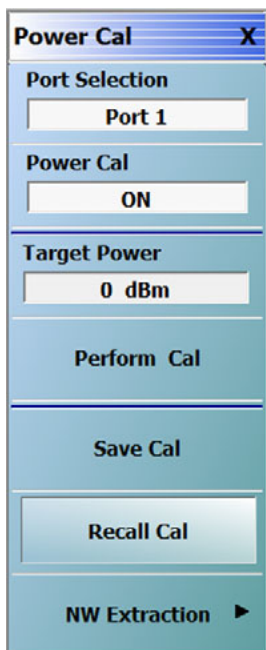 Power Cal X
Port Selection
Port 1
Power Cal
ON
Target Power
0 dBm
Perform Cal
Save Cal
Recall Cal
NW Extraction